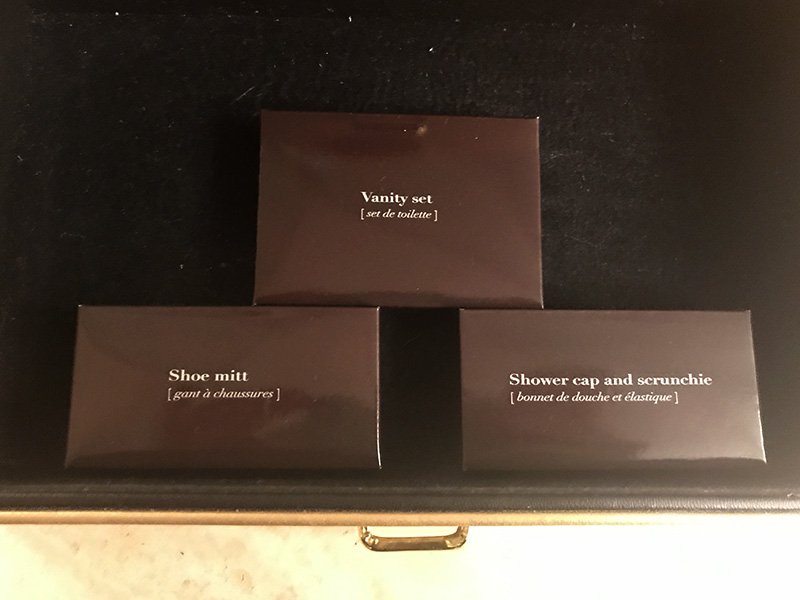 Vanity set
[ set de toilette ]
Shoe mitt
[ gant à chaussures ]
Shower cap and scrunchie
[ bonnet de douche et élastique ]